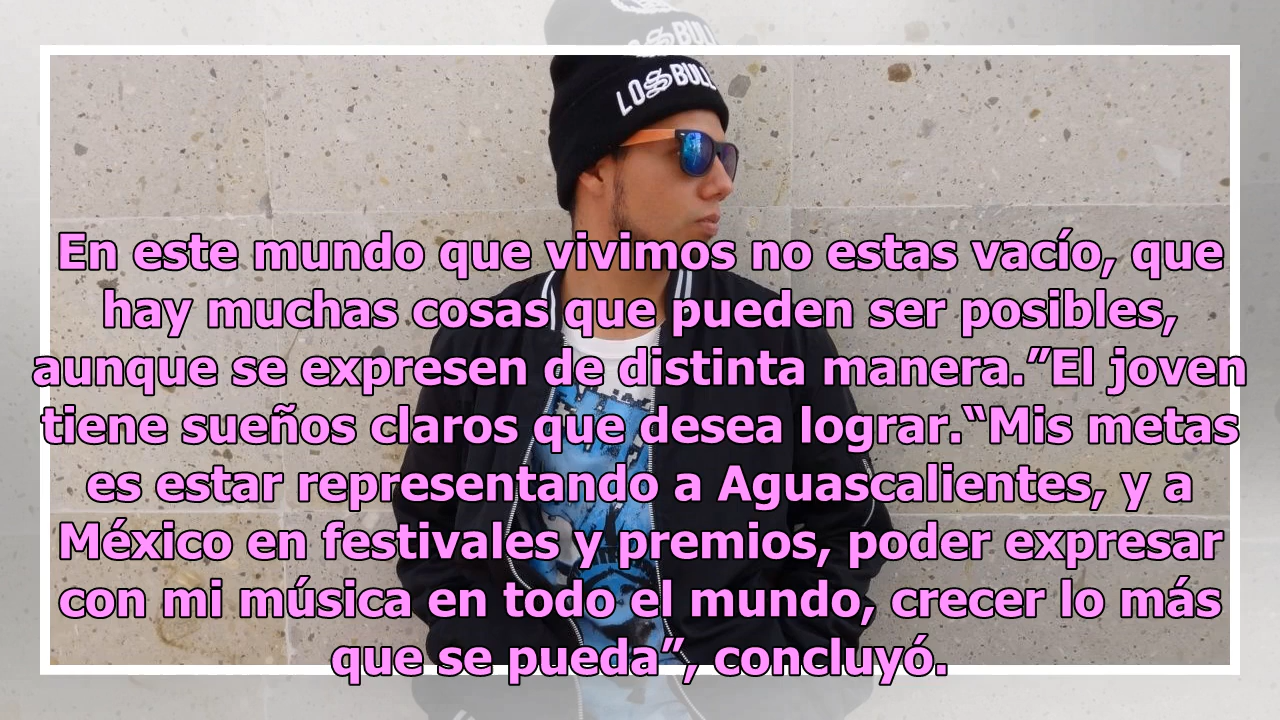 LOS BULL
En este mundo que vivimos no estas vacío, que
hay muchas cosas que pueden ser posibles,
aunque se expresen de distinta manera.”El joven
tiene sueños claros que desea lograr.“Mis metas
es estar representando a Aguascalientes, y a
México en festivales y premios, poder expresar
con mi música en todo el mundo, crecer lo más
que se pueda”, concluyó.